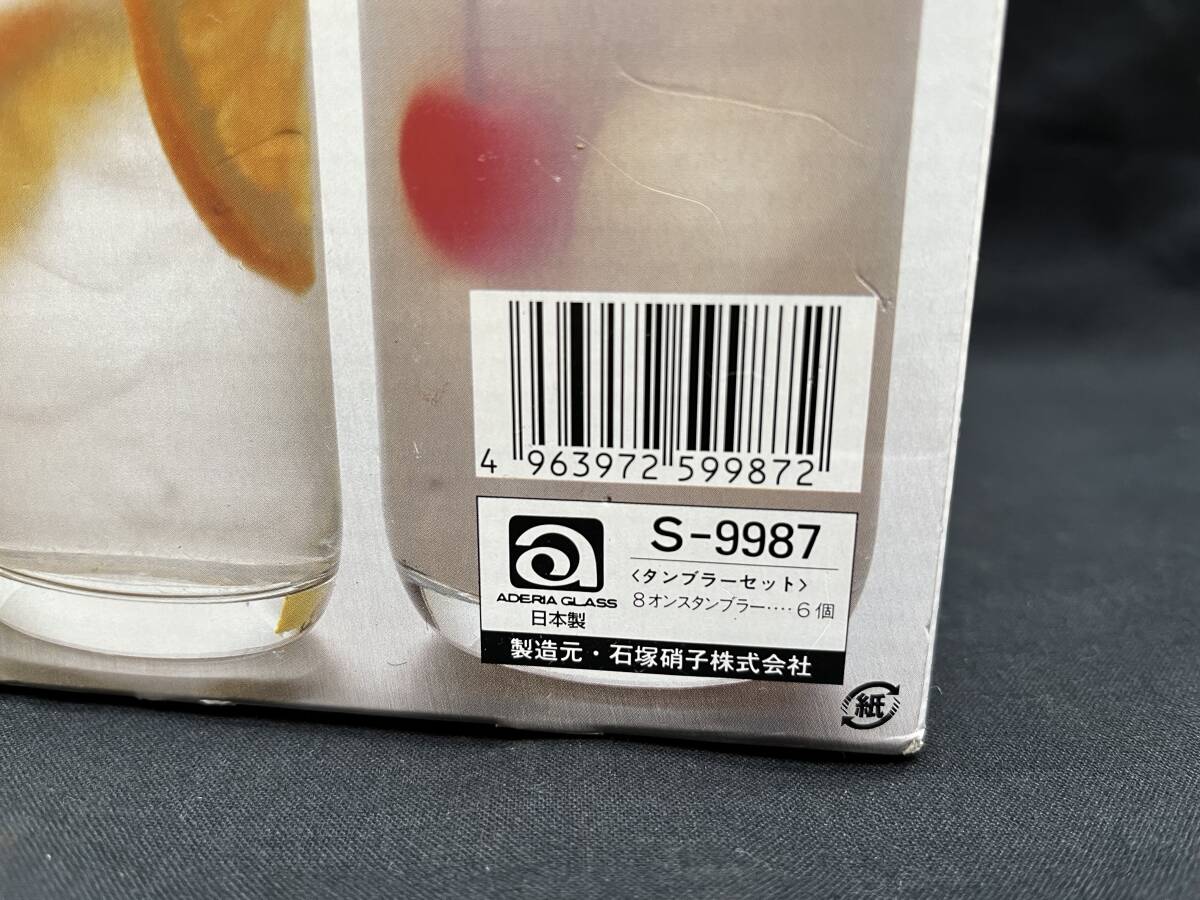 4 963972 599872
S-9987
〈タンブラーセット〉
8オンスタンブラー‥‥6個
ADERIA GLASS
日本製
製造元・石塚硝子株式会社
紙